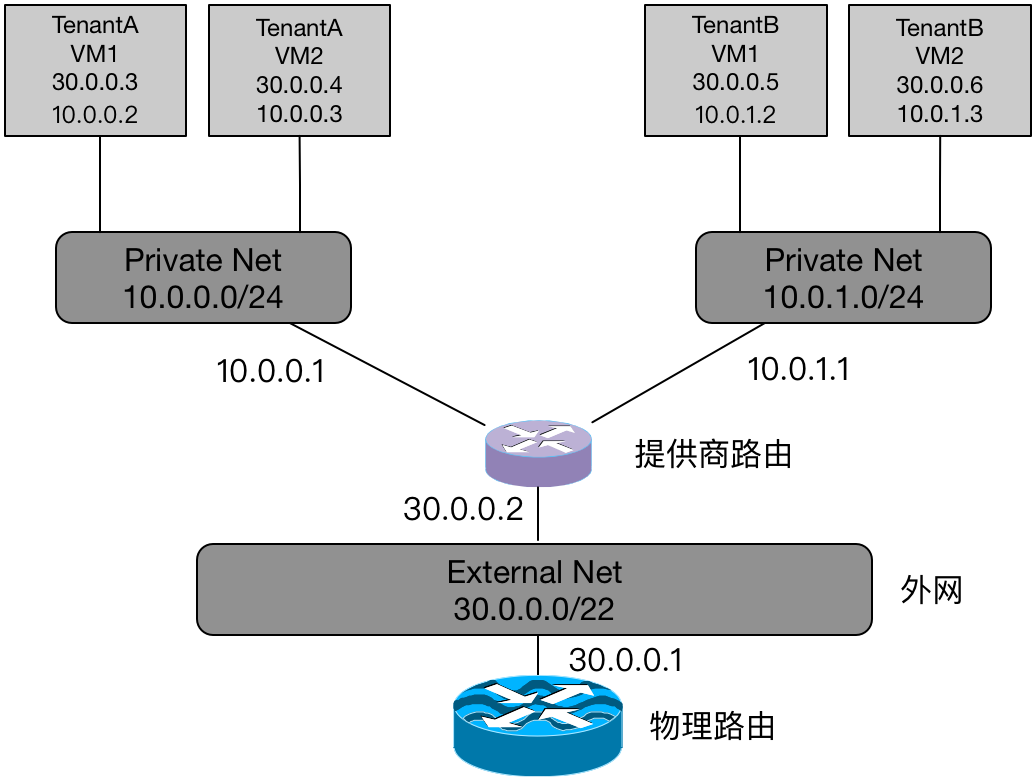 TenantA
VM1
30.0.0.3
10.0.0.2
TenantA
VM2
30.0.0.4
10.0.0.3
TenantB
VM1
30.0.0.5
10.0.1.2
TenantB
VM2
30.0.0.6
10.0.1.3
Private Net
10.0.0.0/24
Private Net
10.0.1.0/24
10.0.0.1
10.0.1.1
提供商路由
30.0.0.2
External Net
30.0.0.0/22
外网
30.0.0.1
物理路由